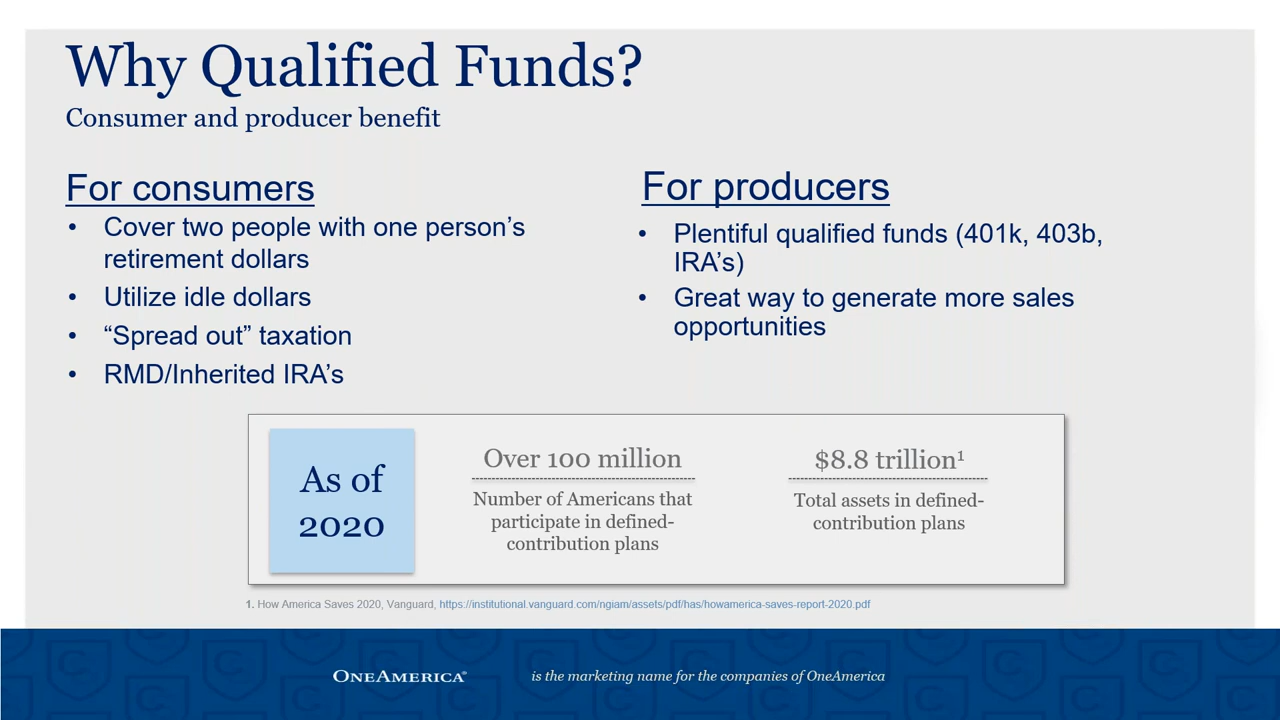 Why Qualified Funds?
Consumer and producer benefit
For consumers
• Cover two people with one person’s
retirement dollars
• Utilize idle dollars
• “Spread out” taxation
• RMD/Inherited IRA’s
For producers
• Plentiful qualified funds (401k, 403b,
IRA’s)
• Great way to generate more sales
opportunities
As of
2020
Over 100 million
Number of Americans that
participate in defined-
contribution plans
$8.8 trillion¹
Total assets in defined-
contribution plans
1. How America Saves 2020, Vanguard, https://institutional.vanguard.com/ngiam/assets/pdf/has/howamerica-saves-report-2020.pdf
ONEAMERICA® is the marketing name for the companies of OneAmerica